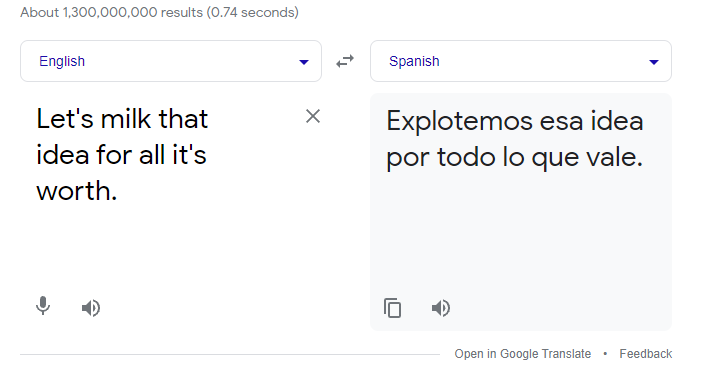 About 1,300,000,000 results (0.74 seconds)
English
Spanish
Let's milk that
idea for all it's
worth.
Explotemos esa idea
por todo lo que vale.
Open in Google Translate • Feedback